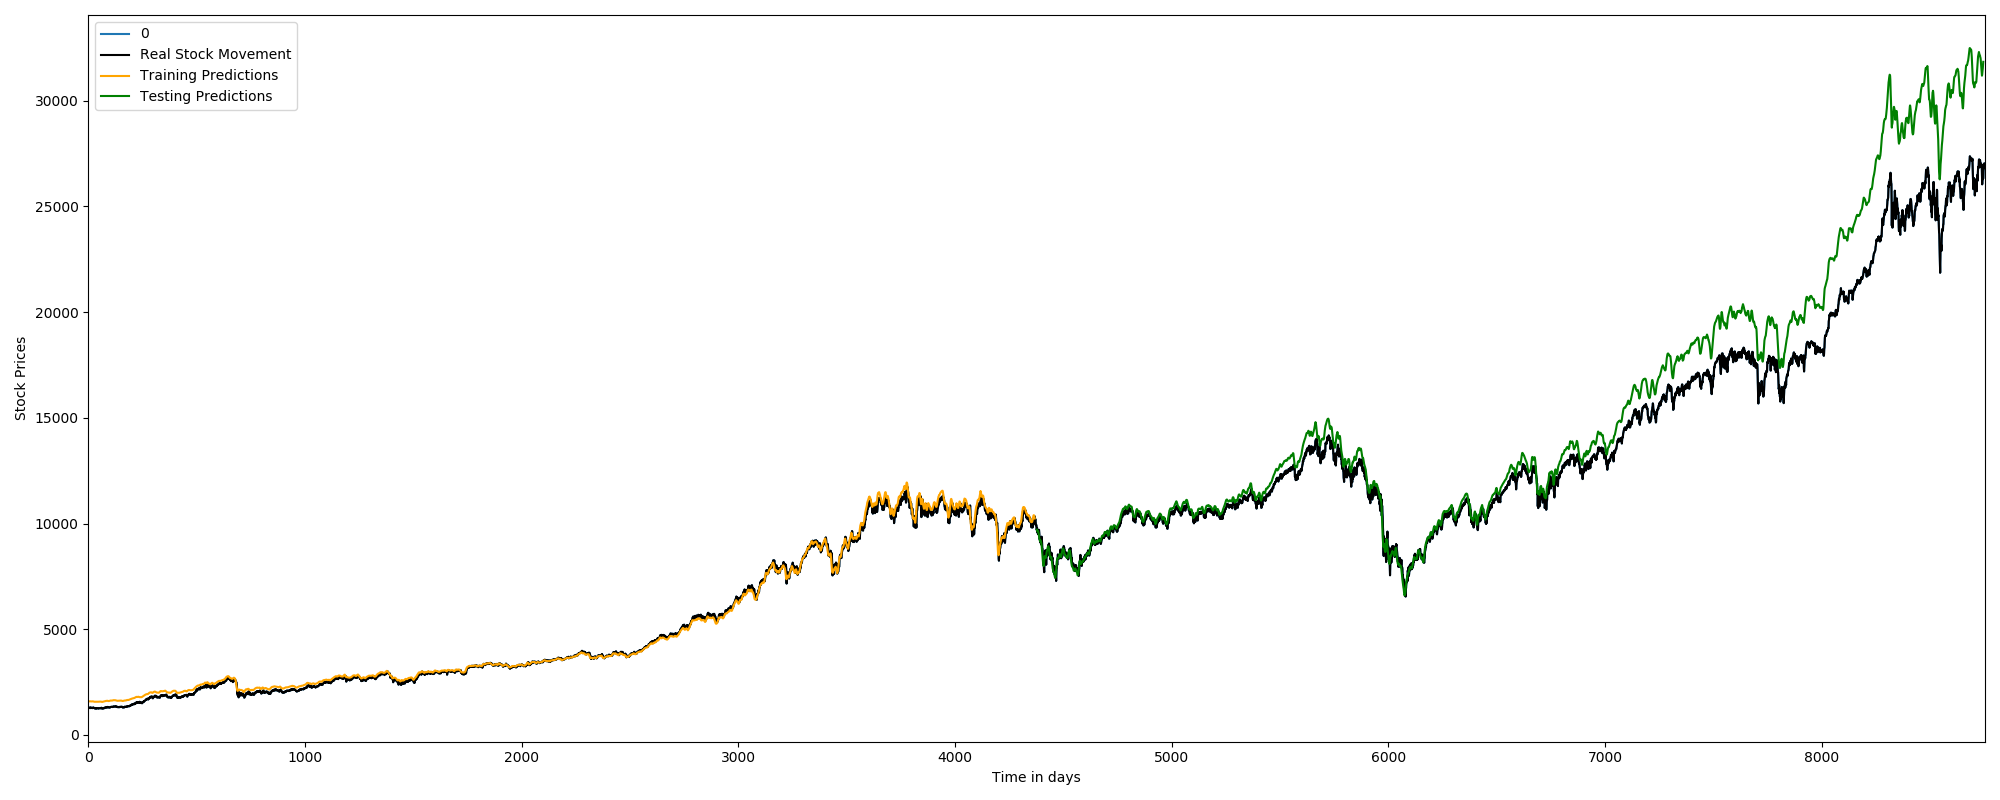 0
Real Stock Movement
Training Predictions
Testing Predictions
30000
25000
20000
15000
10000
5000
0
Stock Prices
0 1000 2000 3000 4000 5000 6000 7000 8000
Time in days